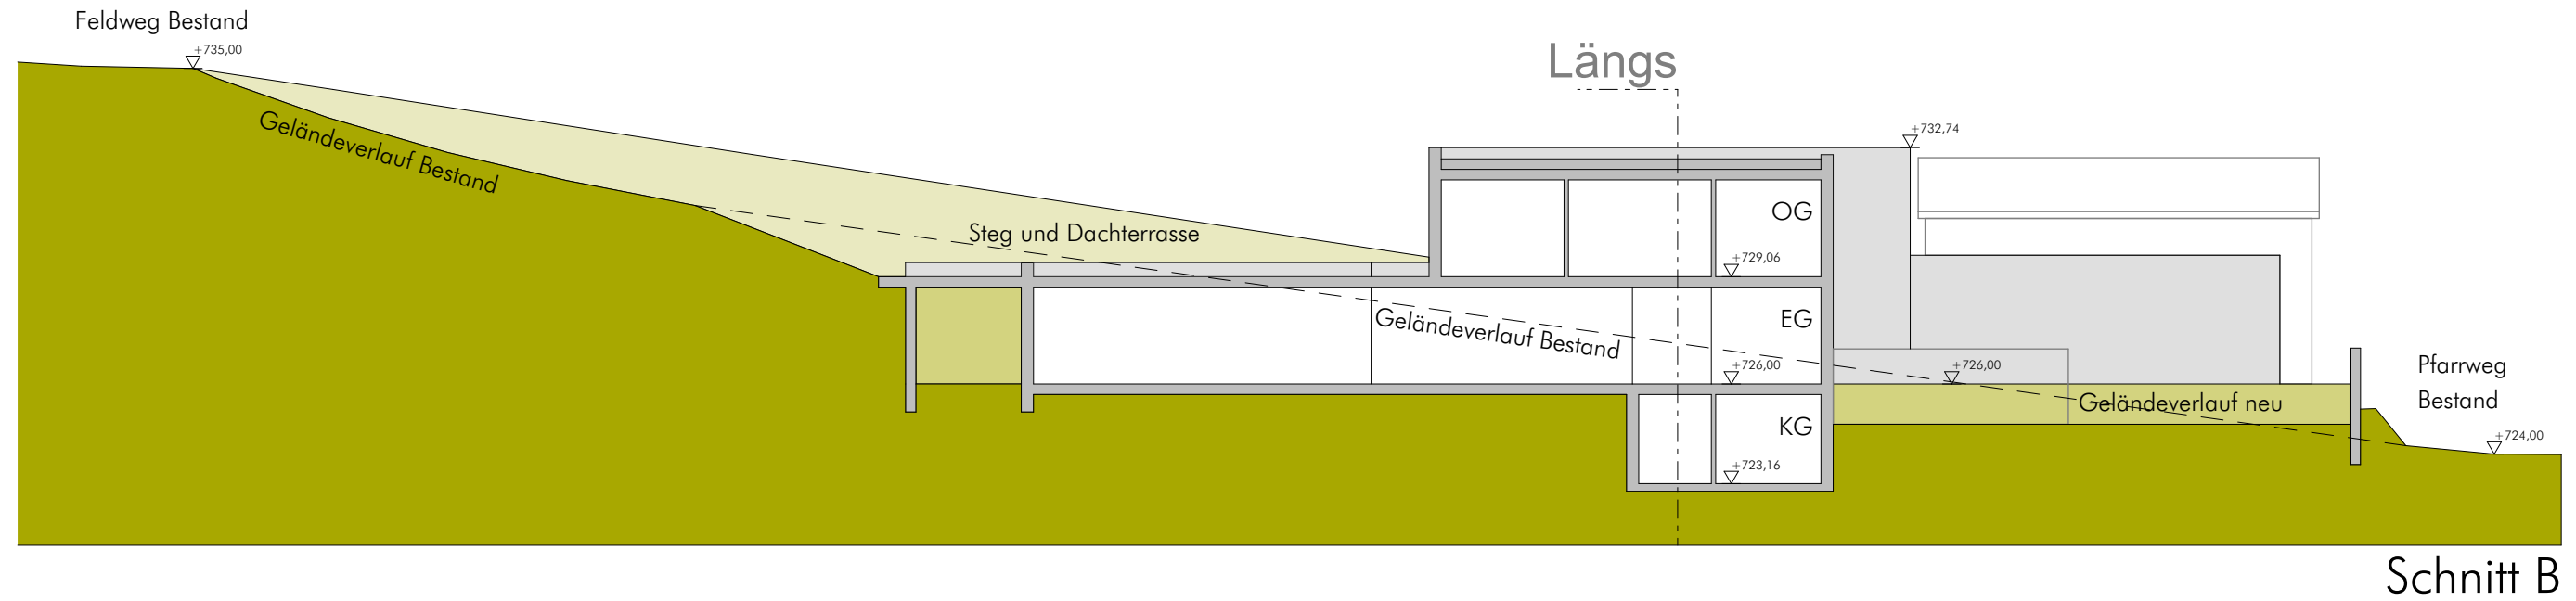 Feldweg Bestand
+735,00
Längs
Geländeverlauf Bestand
+732,74
OG
Steg und Dachterrasse
+729,06
EG
Geländeverlauf Bestand
+726,00
+726,00
Pfarrweg
Bestand
Geländeverlauf neu
KG
+724,00
+723,16
Schnitt B